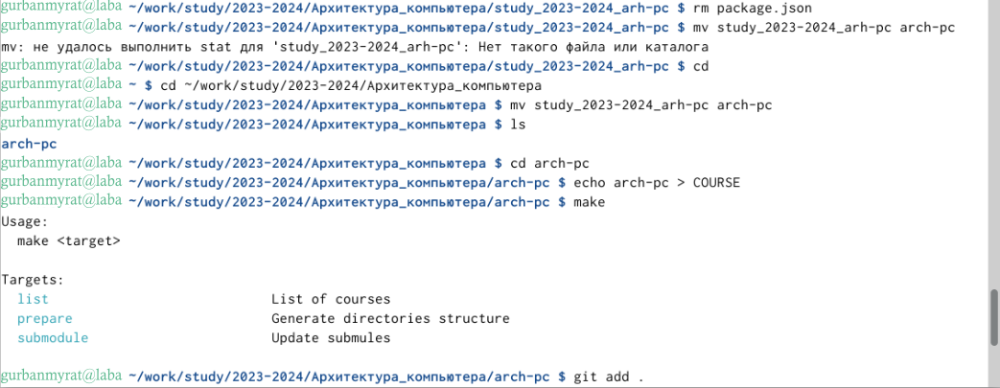 gurbanmyrat@laba ~/work/study/2023-2024/Архитектура_компьютера/study_2023-2024_arh-pc $ rm package.json
gurbanmyrat@laba ~/work/study/2023-2024/Архитектура_компьютера/study_2023-2024_arh-pc $ mv study_2023-2024_arh-pc arch-pc
mv: не удалось выполнить stat для 'study_2023-2024_arh-pc': Нет такого файла или каталога
gurbanmyrat@laba ~/work/study/2023-2024/Архитектура_компьютера/study_2023-2024_arh-pc $ cd
gurbanmyrat@laba ~ $ cd ~/work/study/2023-2024/Архитектура_компьютера
gurbanmyrat@laba ~/work/study/2023-2024/Архитектура_компьютера $ mv study_2023-2024_arh-pc arch-pc
gurbanmyrat@laba ~/work/study/2023-2024/Архитектура_компьютера $ ls
arch-pc
gurbanmyrat@laba ~/work/study/2023-2024/Архитектура_компьютера $ cd arch-pc
gurbanmyrat@laba ~/work/study/2023-2024/Архитектура_компьютера/arch-pc $ echo arch-pc > COURSE
gurbanmyrat@laba ~/work/study/2023-2024/Архитектура_компьютера/arch-pc $ make
Usage:
  make <target>

Targets:
  list                            List of courses
  prepare                         Generate directories structure
  submodule                       Update submules

gurbanmyrat@laba ~/work/study/2023-2024/Архитектура_компьютера/arch-pc $ git add .